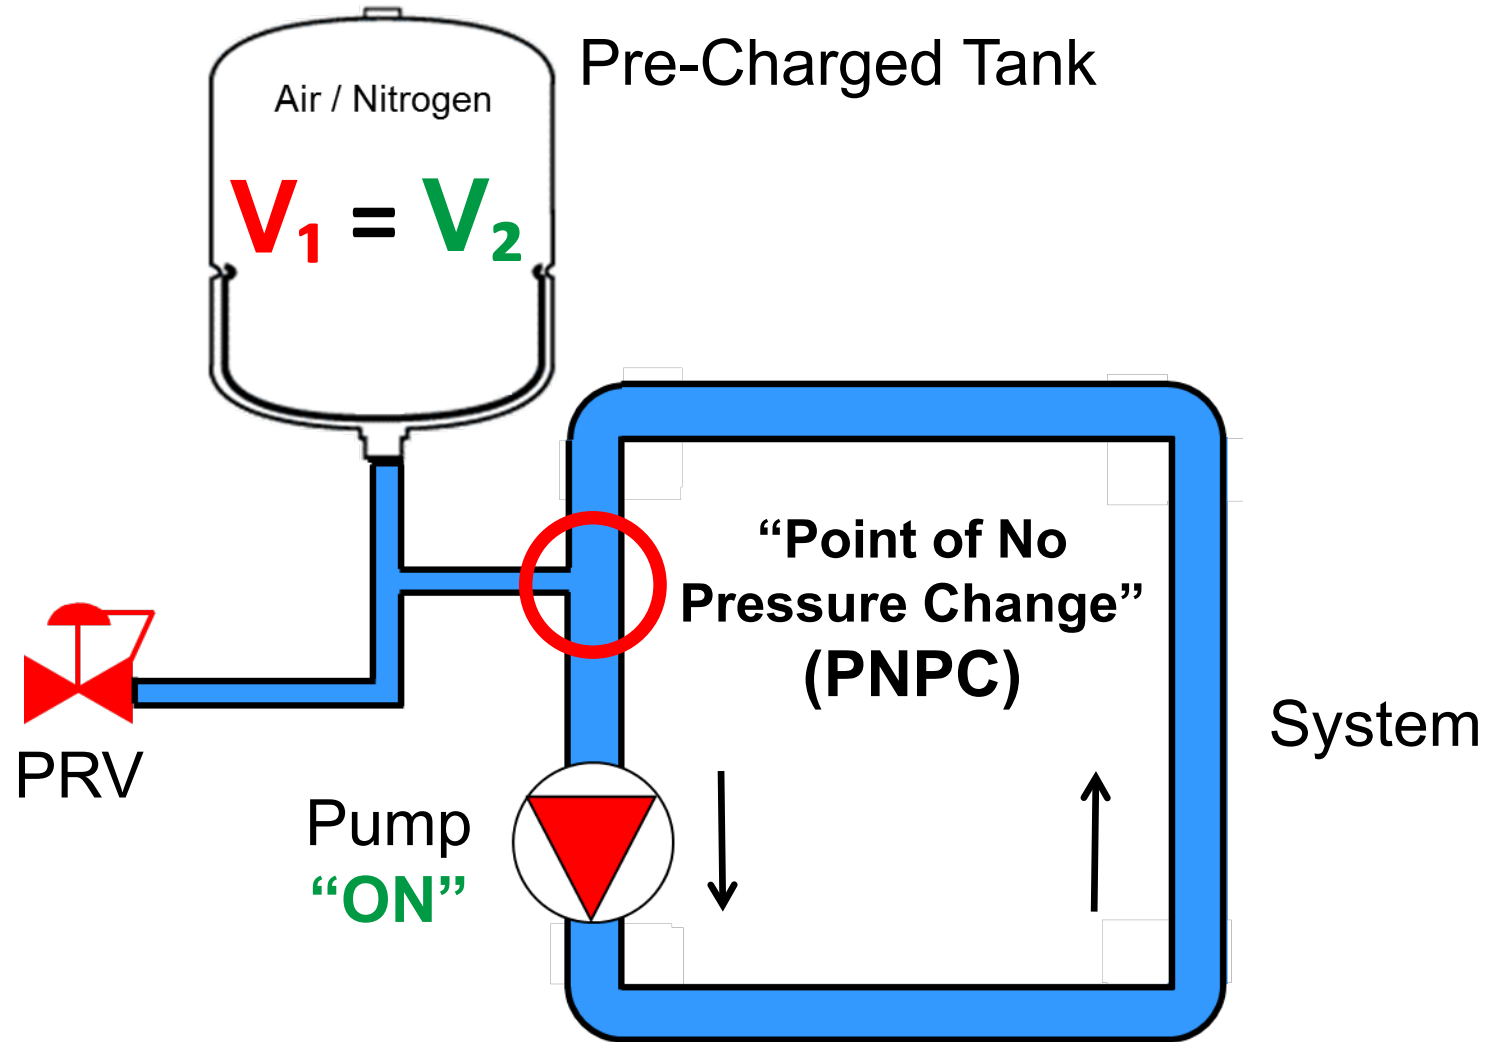 Pre-Charged Tank
Air / Nitrogen
V₁ = V₂
“Point of No
Pressure Change”
(PNPC)
System
PRV
Pump
“ON”